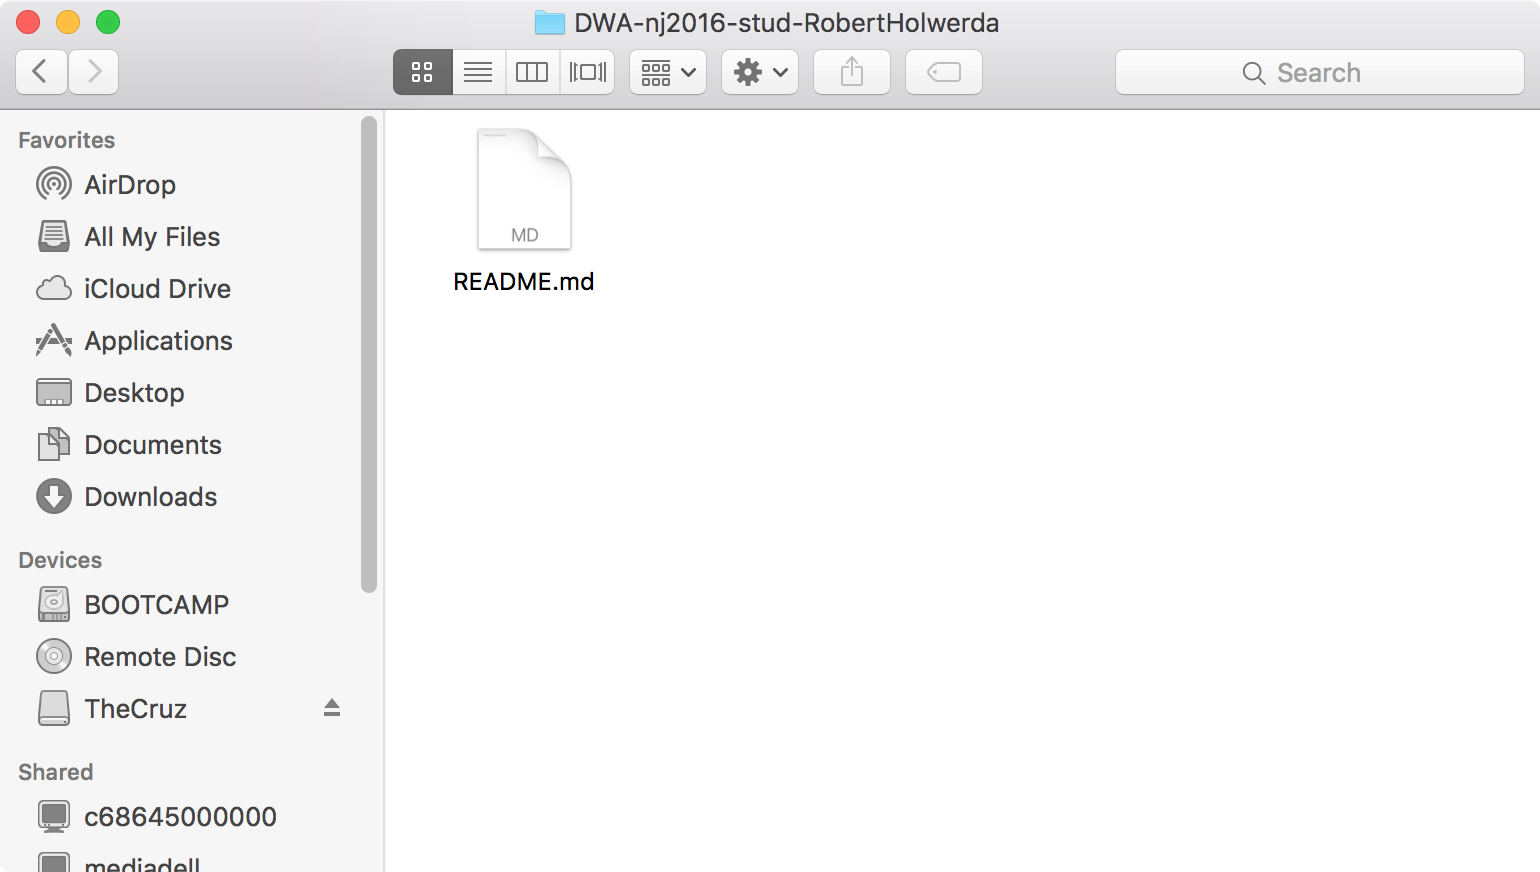 DWA-nj2016-stud-RobertHolwerda
Search
Favorites
AirDrop
All My Files
iCloud Drive
Applications
Desktop
Documents
Downloads
Devices
BOOTCAMP
Remote Disc
TheCruz
Shared
c68645000000
mediadell
MD
README.md